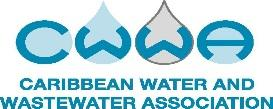 CWWA
CARIBBEAN WATER AND
WASTEWATER ASSOCIATION